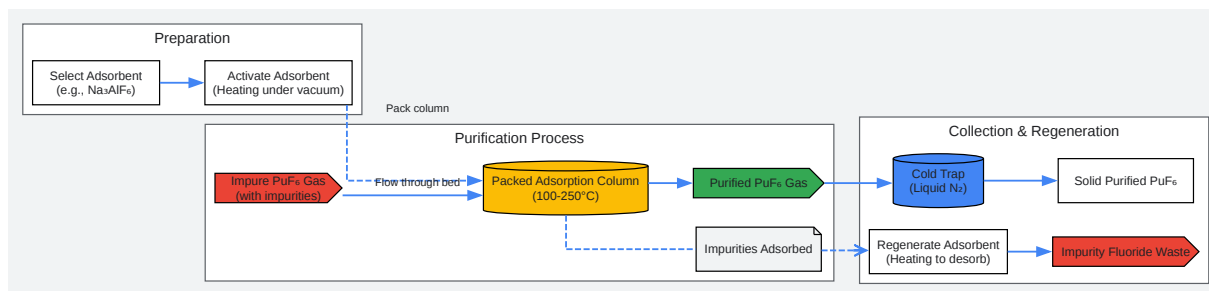 Preparation
Select Adsorbent
(e.g., Na₃AlF₆)
Activate Adsorbent
(Heating under vacuum)
Pack column
Purification Process
Impure PuF₆ Gas
(with impurities)
Flow through bed
Packed Adsorption Column
(100-250°C)
Purified PuF₆ Gas
Impurities Adsorbed
Collection & Regeneration
Cold Trap
(Liquid N₂)
Solid Purified PuF₆
Regenerate Adsorbent
(Heating to desorb)
Impurity Fluoride Waste